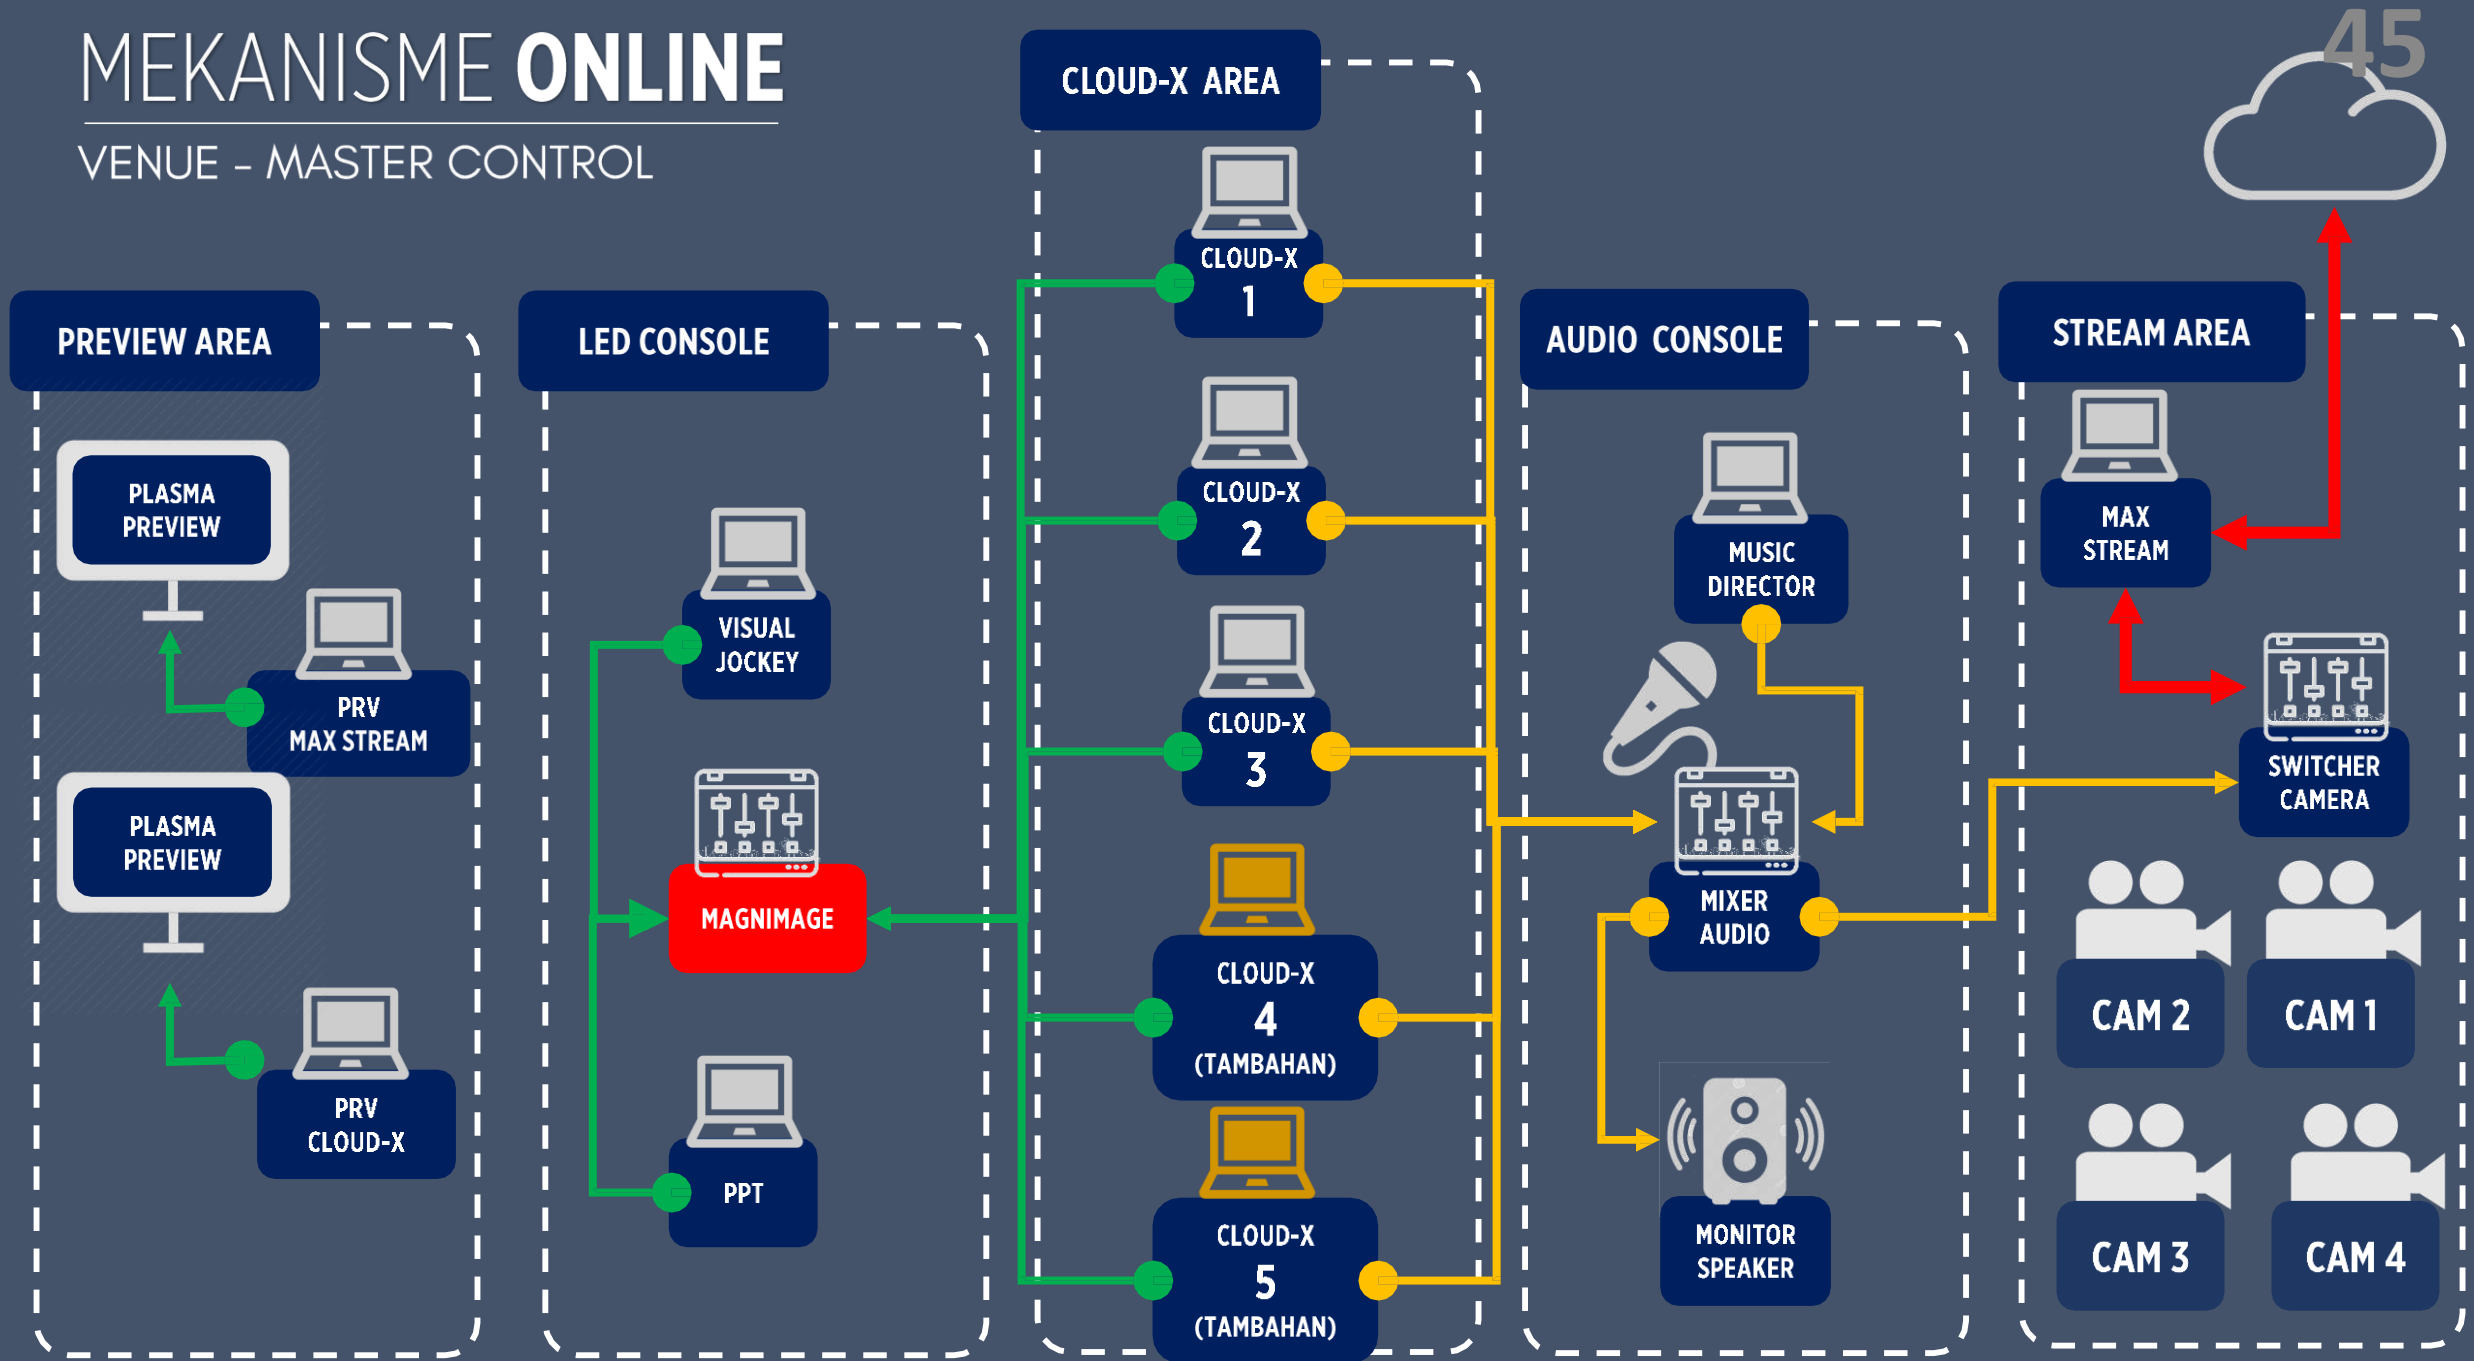 MEKANISME ONLINE
VENUE – MASTER CONTROL
45
PREVIEW AREA
PLASMA
PREVIEW
PRV
MAX STREAM
PLASMA
PREVIEW
PRV
CLOUD-X
LED CONSOLE
VISUAL
JOCKEY
MAGNIMAGE
PPT
CLOUD-X AREA
CLOUD-X
1
CLOUD-X
2
CLOUD-X
3
CLOUD-X
4
(TAMBAHAN)
CLOUD-X
5
(TAMBAHAN)
AUDIO CONSOLE
MUSIC
DIRECTOR
MIXER
AUDIO
MONITOR
SPEAKER
STREAM AREA
MAX
STREAM
SWITCHER
CAMERA
CAM 2
CAM 1
CAM 3
CAM 4